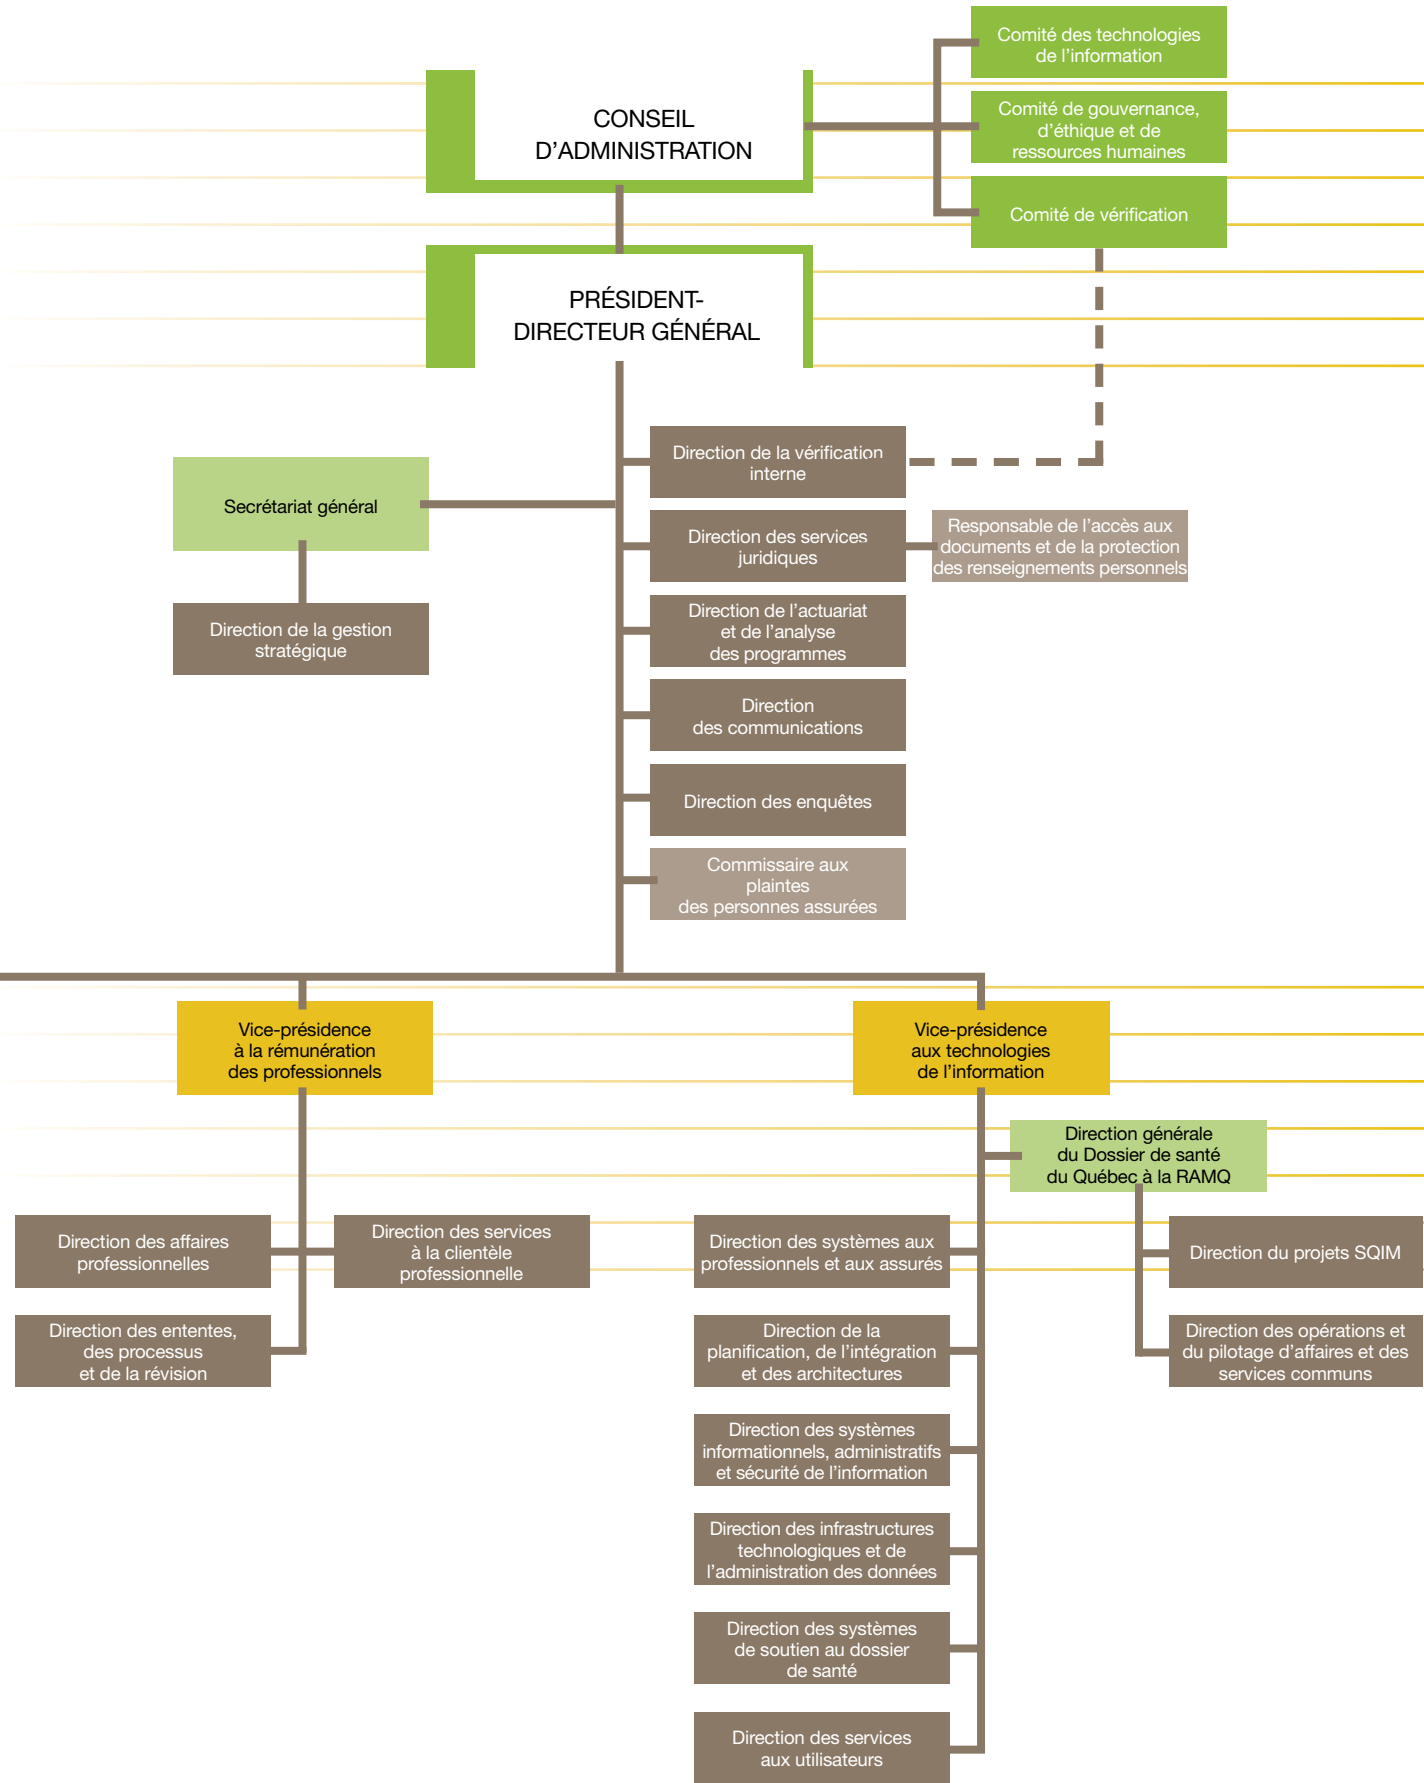 Comité des technologies
de l’information
CONSEIL
D’ADMINISTRATION
Comité de gouvernance,
d’éthique et de
ressources humaines
Comité de vérification
PRÉSIDENT-
DIRECTEUR GÉNÉRAL
Direction de la vérification
interne
Secrétariat général
Direction des services
juridiques
Responsable de l’accès aux
documents et de la protection
des renseignements personnels
Direction de la gestion
stratégique
Direction de l’actuariat
et de l’analyse
des programmes
Direction
des communications
Direction des enquêtes
Commissaire aux
plaintes
des personnes assurées
Vice-présidence
à la rémunération
des professionnels
Vice-présidence
aux technologies
de l’information
Direction générale
du Dossier de santé
du Québec à la RAMQ
Direction des affaires
professionnelles
Direction des services
à la clientèle
professionnelle
Direction des systèmes aux
professionnels et aux assurés
Direction du projets SQIM
Direction des ententes,
des processus
et de la révision
Direction de la
planification, de l’intégration
et des architectures
Direction des opérations et
du pilotage d’affaires et des
services communs
Direction des systèmes
informationnels, administratifs
et sécurité de l’information
Direction des infrastructures
technologiques et de
l’administration des données
Direction des systèmes
de soutien au dossier
de santé
Direction des services
aux utilisateurs